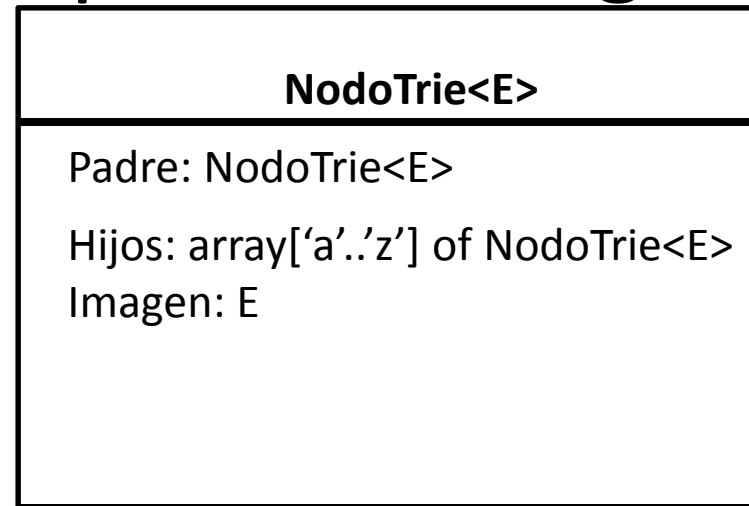 NodoTrie<E>
Padre: NodoTrie<E>
Hijos: array[‘a’..’z’] of NodoTrie<E>
Imagen: E